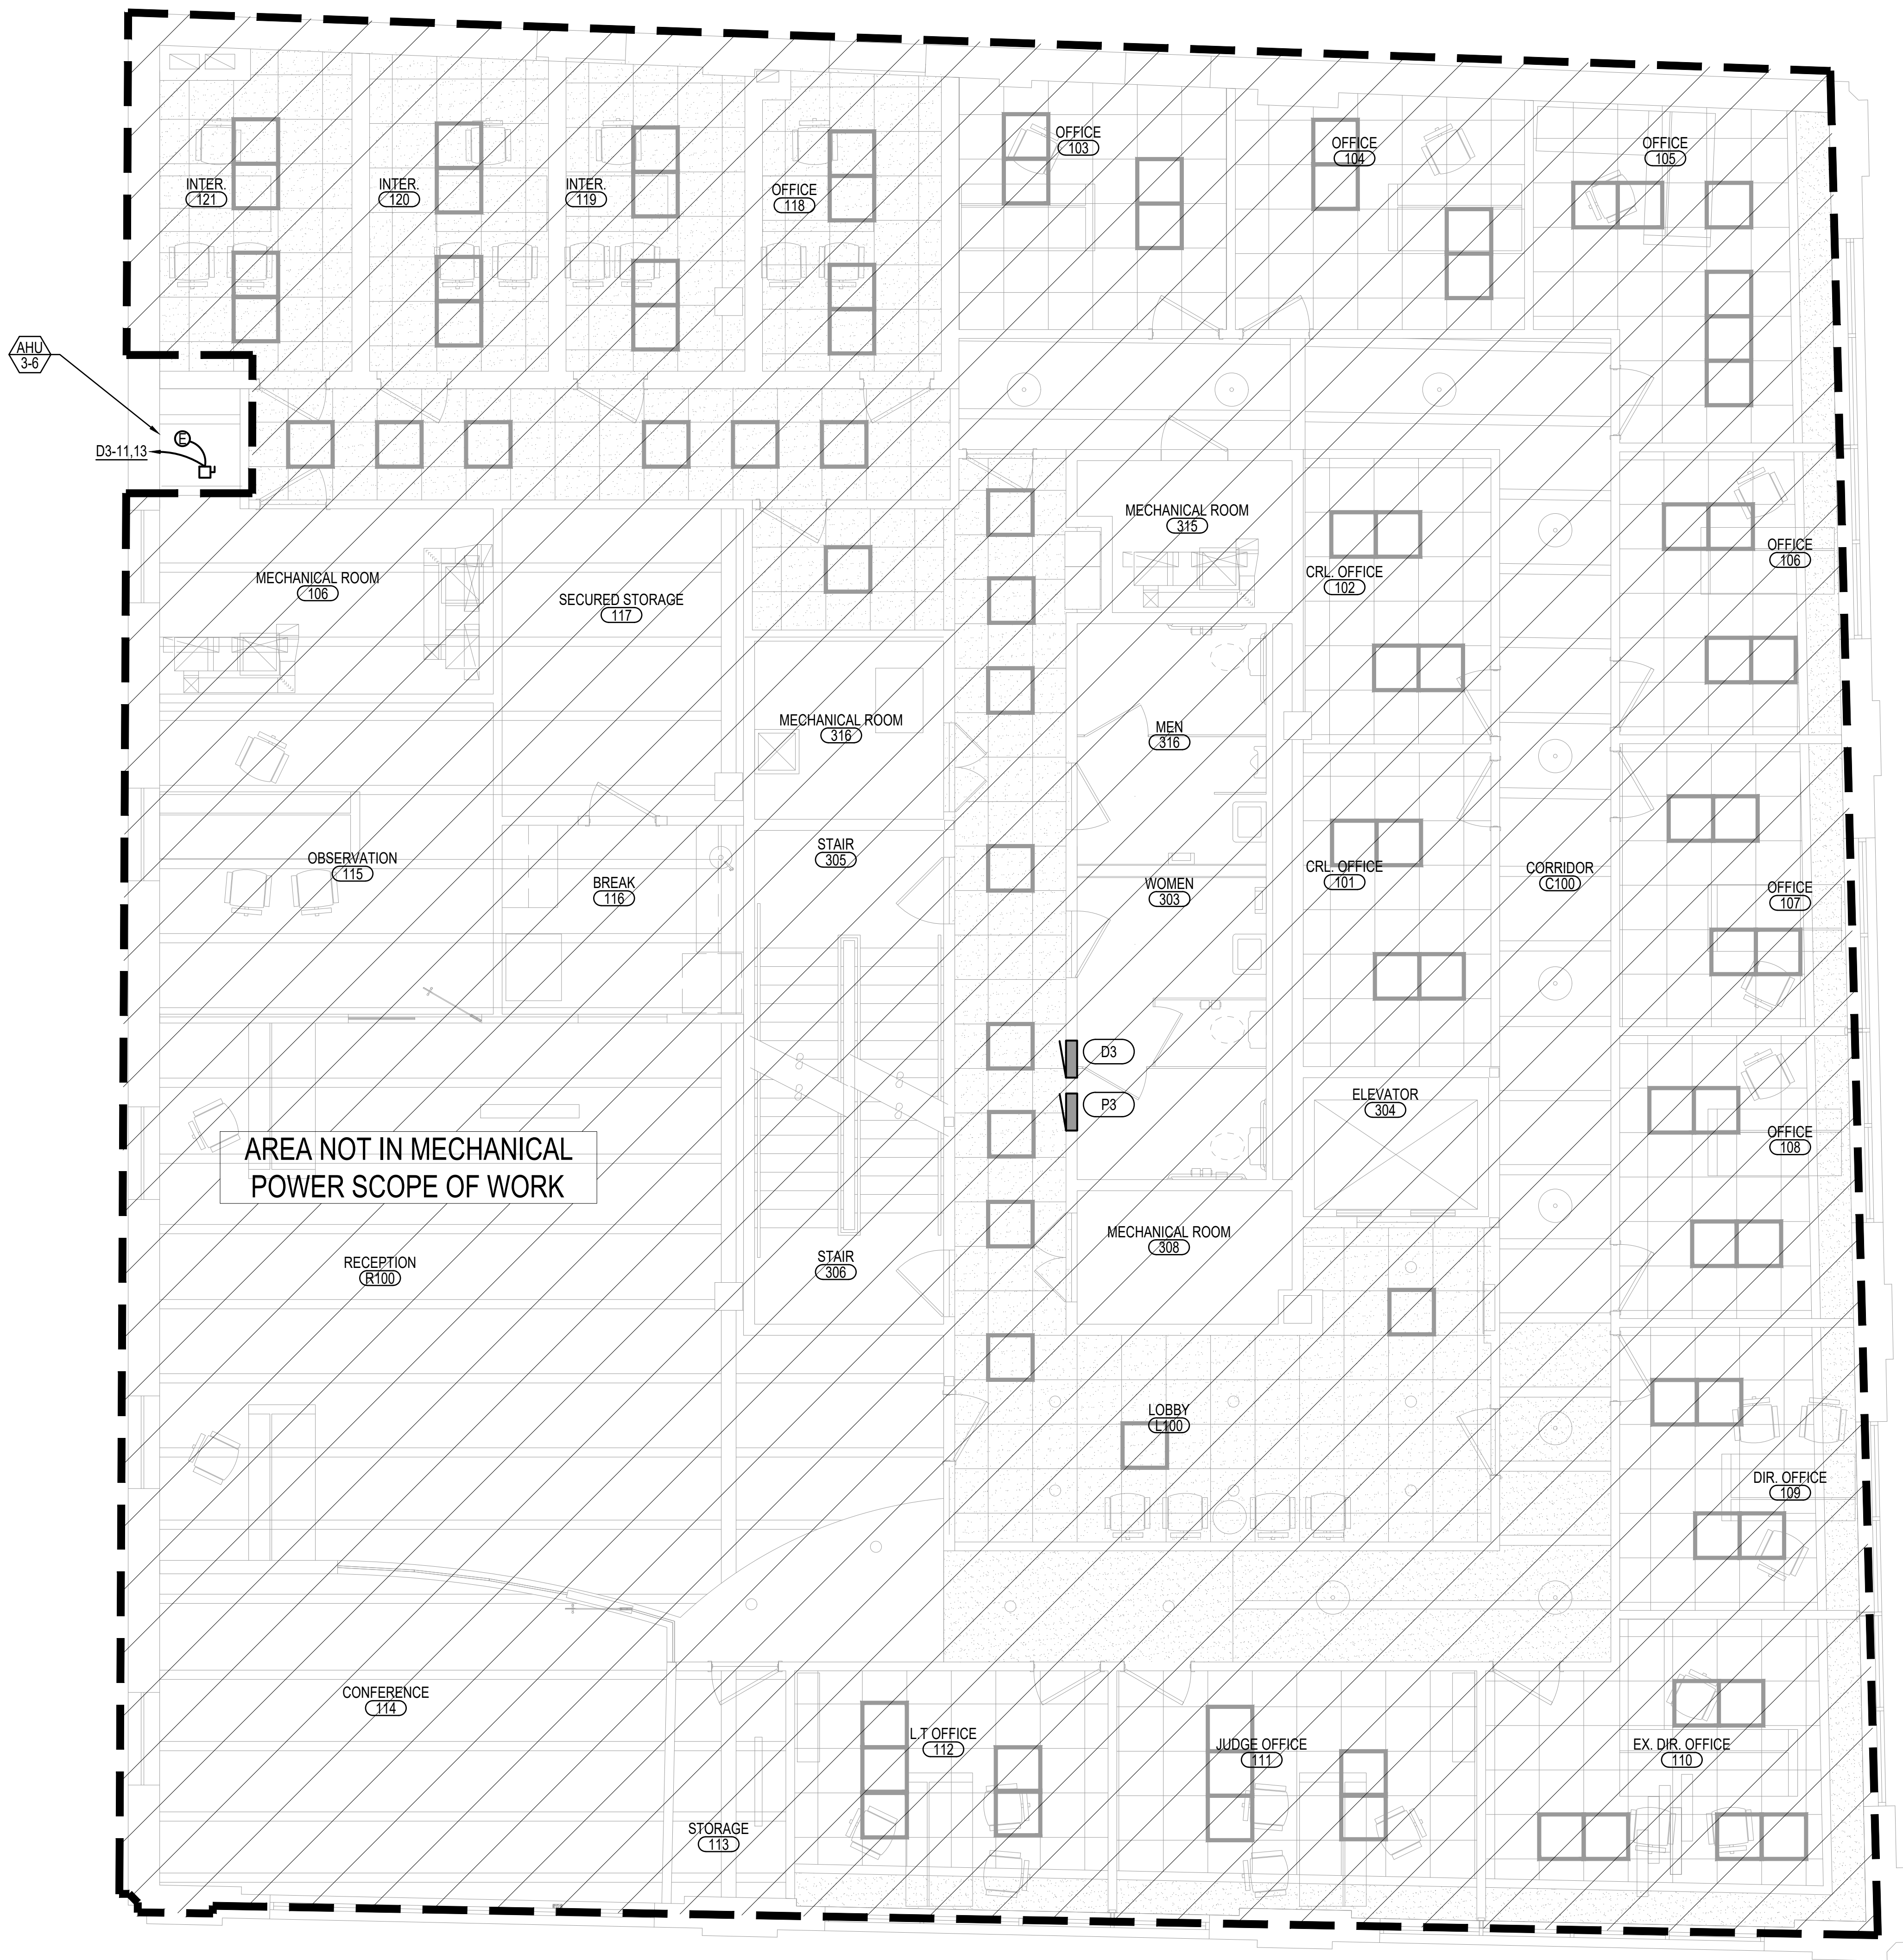 OFFICE
103
OFFICE
104
OFFICE
105
INTER.
121
INTER.
120
INTER.
119
OFFICE
118
AHU
3-6
E
D3-11,13
MECHANICAL ROOM
315
OFFICE
106
CRL. OFFICE
102
MECHANICAL ROOM
106
SECURED STORAGE
117
MECHANICAL ROOM
316
MEN
316
STAIR
305
OBSERVATION
115
BREAK
116
WOMEN
303
CRL. OFFICE
101
CORRIDOR
C100
OFFICE
107
D3
P3
ELEVATOR
304
OFFICE
108
AREA NOT IN MECHANICAL
POWER SCOPE OF WORK
MECHANICAL ROOM
308
STAIR
306
RECEPTION
R100
LOBBY
L100
DIR. OFFICE
109
CONFERENCE
114
L.T OFFICE
112
JUDGE OFFICE
111
EX. DIR. OFFICE
110
STORAGE
113